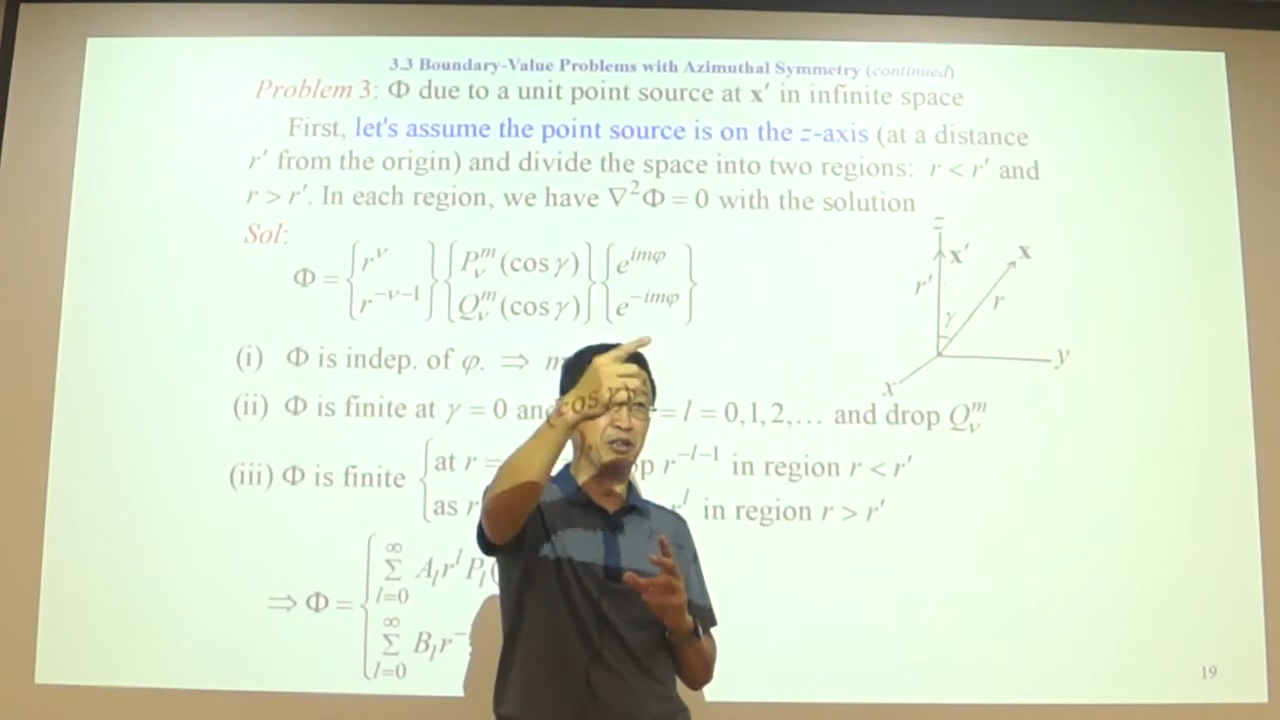 3.3 Boundary-Value Problems with Azimuthal Symmetry (continued)
Problem 3: Φ due to a unit point source at x′ in infinite space
First, let's assume the point source is on the z-axis (at a distance
r′ from the origin) and divide the space into two regions: r < r′ and
r > r′. In each region, we have ∇²Φ = 0 with the solution
Sol:
Φ = { r^ν r^−ν−1 } { P_ν^m (cos γ) Q_ν^m (cos γ) } { e^imφ e^−imφ }
z
x′
x
r′
r
γ
y
x
(i) Φ is indep. of φ. ⇒ m
(ii) Φ is finite at γ = 0 and cos γ = l = 0,1,2,… and drop Q_ν^m
(iii) Φ is finite
at r = p r^−l−1 in region r < r′
as r r^l in region r > r′
⇒ Φ =
∞ Σ l=0 A_l r^l P_l(
∞ Σ l=0 B_l r^−
19